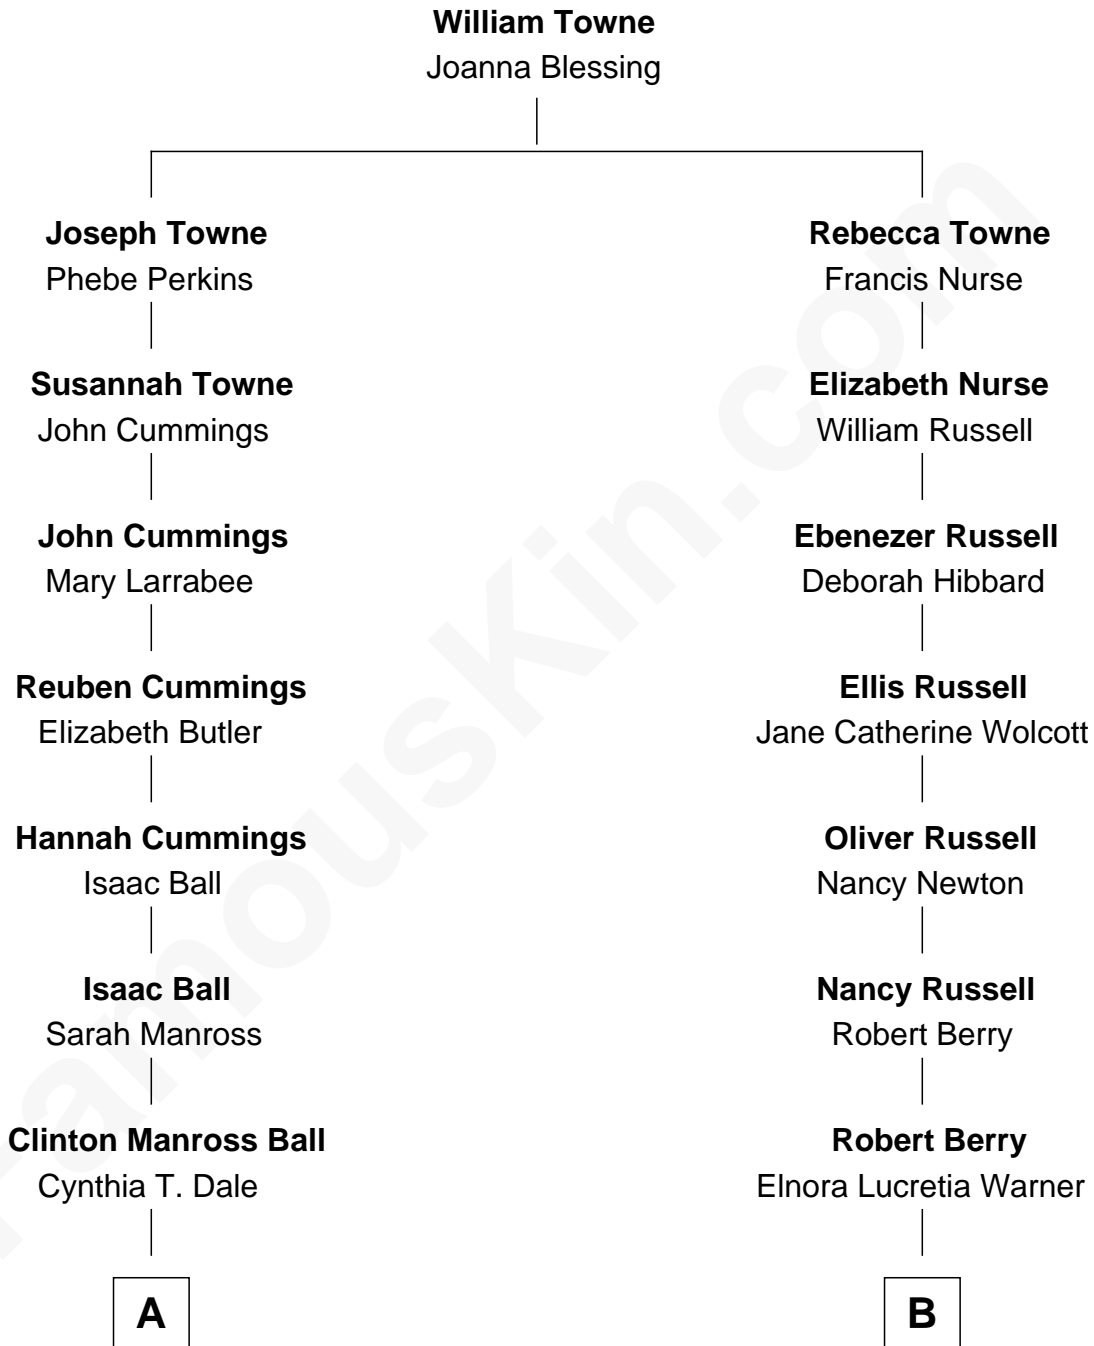 William Towne
Joanna Blessing
Joseph Towne
Phebe Perkins
Rebecca Towne
Francis Nurse
Susannah Towne
John Cummings
Elizabeth Nurse
William Russell
John Cummings
Mary Larrabee
Ebenezer Russell
Deborah Hibbard
Reuben Cummings
Elizabeth Butler
Ellis Russell
Jane Catherine Wolcott
Hannah Cummings
Isaac Ball
Oliver Russell
Nancy Newton
Isaac Ball
Sarah Manross
Nancy Russell
Robert Berry
Clinton Manross Ball
Cynthia T. Dale
Robert Berry
Elnora Lucretia Warner
A
B
FamousKin.com